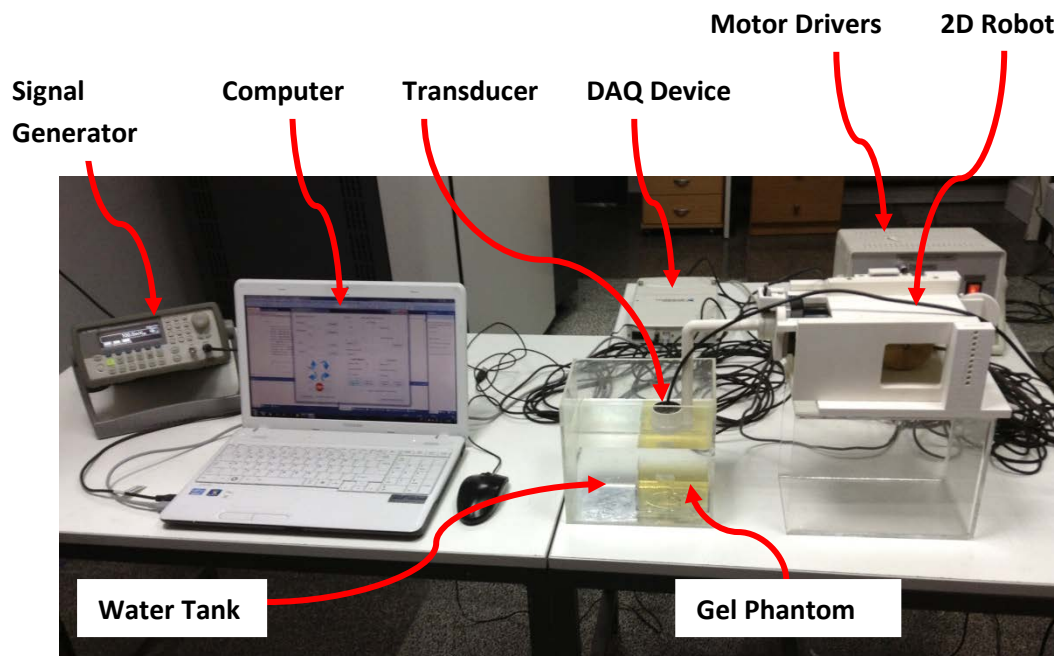 Motor Drivers
2D Robot
Signal
Generator
Computer
Transducer
DAQ Device
Water Tank
Gel Phantom